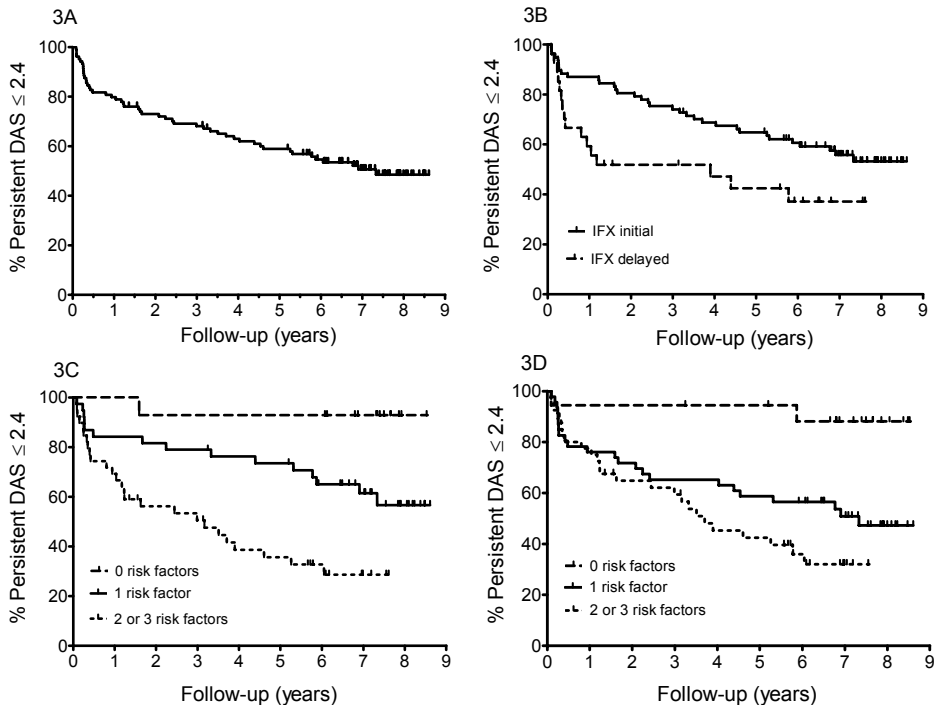 3A
% Persistent DAS ≤ 2.4
100
80
60
40
20
0
0 1 2 3 4 5 6 7 8 9
Follow-up (years)
3B
% Persistent DAS ≤ 2.4
100
80
60
40
20
0
IFX initial
IFX delayed
0 1 2 3 4 5 6 7 8 9
Follow-up (years)
3C
% Persistent DAS ≤ 2.4
100
80
60
40
20
0
0 risk factors
1 risk factor
2 or 3 risk factors
0 1 2 3 4 5 6 7 8 9
Follow-up (years)
3D
% Persistent DAS ≤ 2.4
100
80
60
40
20
0
0 risk factors
1 risk factor
2 or 3 risk factors
0 1 2 3 4 5 6 7 8 9
Follow-up (years)